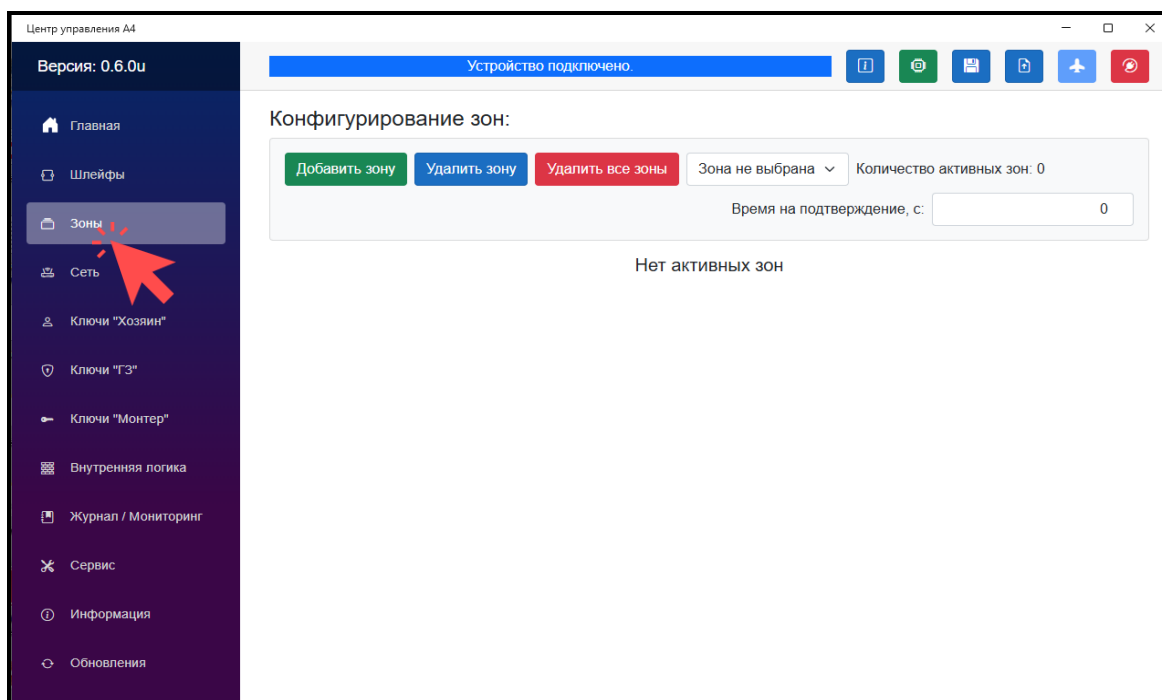 Центр управления А4
Версия: 0.6.0u
Устройство подключено.
Главная
Шлейфы
Зоны
Сеть
Ключи "Хозяин"
Ключи "ГЗ"
Ключи "Монтер"
Внутренняя логика
Журнал / Мониторинг
Сервис
Информация
Обновления
Конфигурирование зон:
Добавить зону Удалить зону Удалить все зоны Зона не выбрана Количество активных зон: 0
Время на подтверждение, с: 0
Нет активных зон